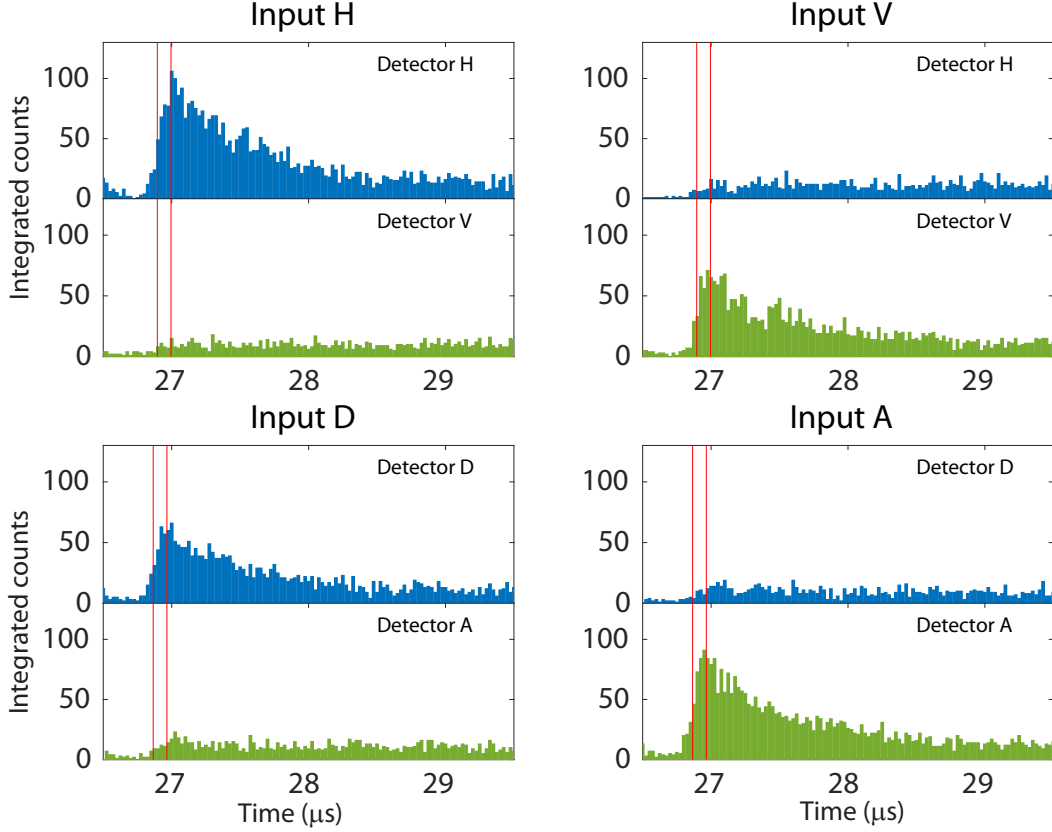 Input H
Input V
Integrated counts
100
50
0
Detector H
100
50
0
Detector V
27
28
29
100
50
0
Detector H
100
50
0
Detector V
27
28
29
Input D
Input A
Integrated counts
100
50
0
Detector D
100
50
0
Detector A
27
28
29
Time (μs)
100
50
0
Detector D
100
50
0
Detector A
27
28
29
Time (μs)